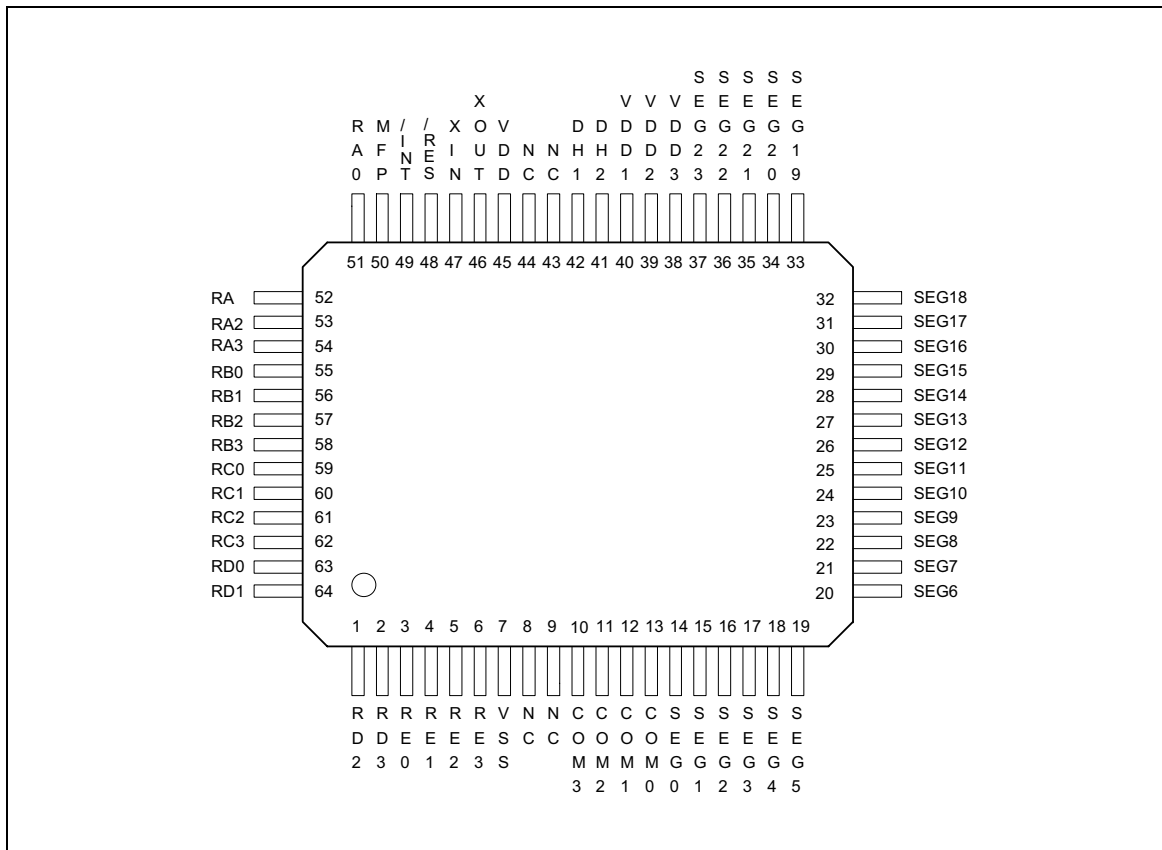 RA0 MFP /INT /RES XIN XOUT VDD NC NC DH1 DH2 VDD1 VDD2 VDD3 SEG23 SEG22 SEG21 SEG20 SEG19
51 50 49 48 47 46 45 44 43 42 41 40 39 38 37 36 35 34 33
RA 52 32 SEG18
RA2 53 31 SEG17
RA3 54 30 SEG16
RB0 55 29 SEG15
RB1 56 28 SEG14
RB2 57 27 SEG13
RB3 58 26 SEG12
RC0 59 25 SEG11
RC1 60 24 SEG10
RC2 61 23 SEG9
RC3 62 22 SEG8
RD0 63 21 SEG7
RD1 64 20 SEG6
1 2 3 4 5 6 7 8 9 10 11 12 13 14 15 16 17 18 19
RD2 RD3 RE0 RE1 RE2 RE3 VSS NC NC COM3 COM2 COM1 COM0 SEG0 SEG1 SEG2 SEG3 SEG4 SEG5